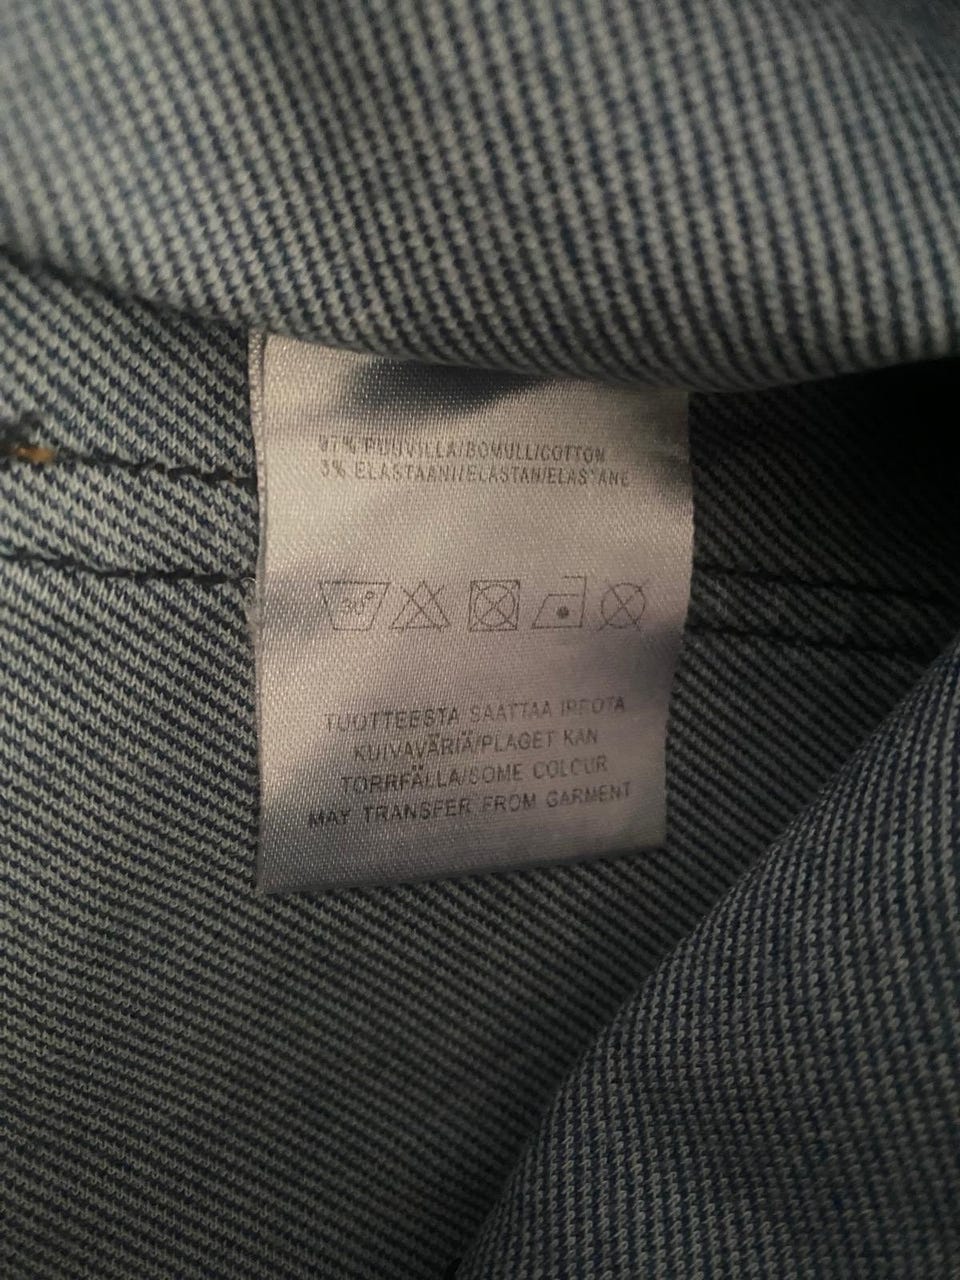 97% PUUVILLA/BOMULL/COTTON
3% ELASTAANI/ELASTAN/ELASTANE
30°
TUOTTEESTA SAATTAA IRROTA
KUIVAVÄRIÄ/PLAGET KAN
TORRFÄLLA/SOME COLOUR
MAY TRANSFER FROM GARMENT